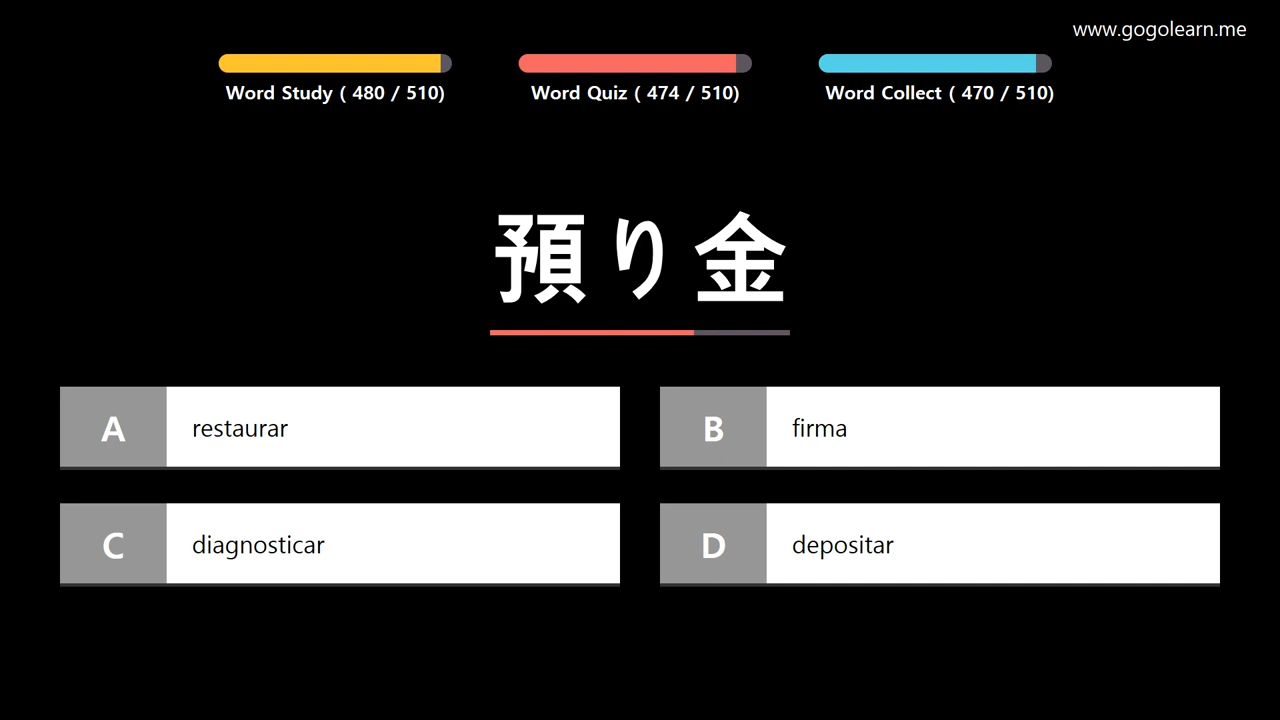 www.gogolearn.me
Word Study ( 480 / 510)
Word Quiz ( 474 / 510)
Word Collect ( 470 / 510)
預り金
A restaurar
B firma
C diagnosticar
D depositar